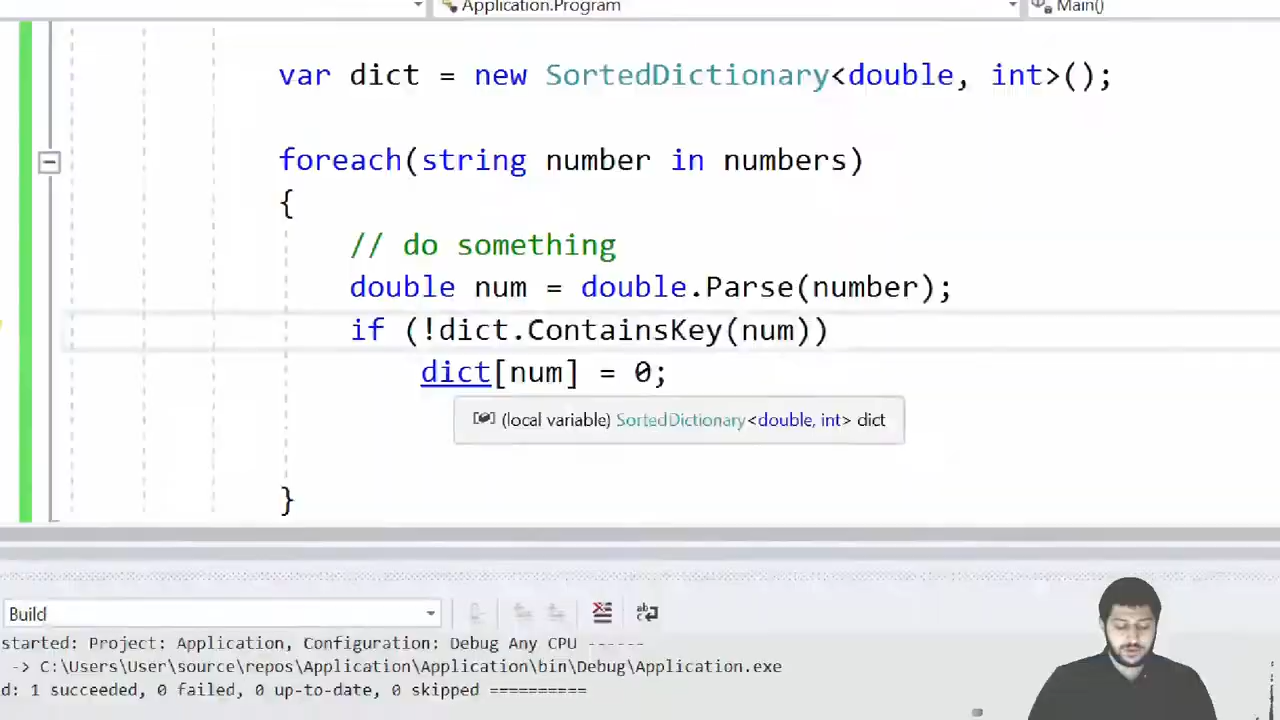 Application.Program
Main()
var dict = new SortedDictionary<double, int>();
foreach(string number in numbers)
{
// do something
double num = double.Parse(number);
if (!dict.ContainsKey(num))
dict[num] = 0;
(local variable) SortedDictionary<double, int> dict
}
Build
started: Project: Application, Configuration: Debug Any CPU ------
-> C:\Users\User\source\repos\Application\Application\bin\Debug\Application.exe
d: 1 succeeded, 0 failed, 0 up-to-date, 0 skipped ==========